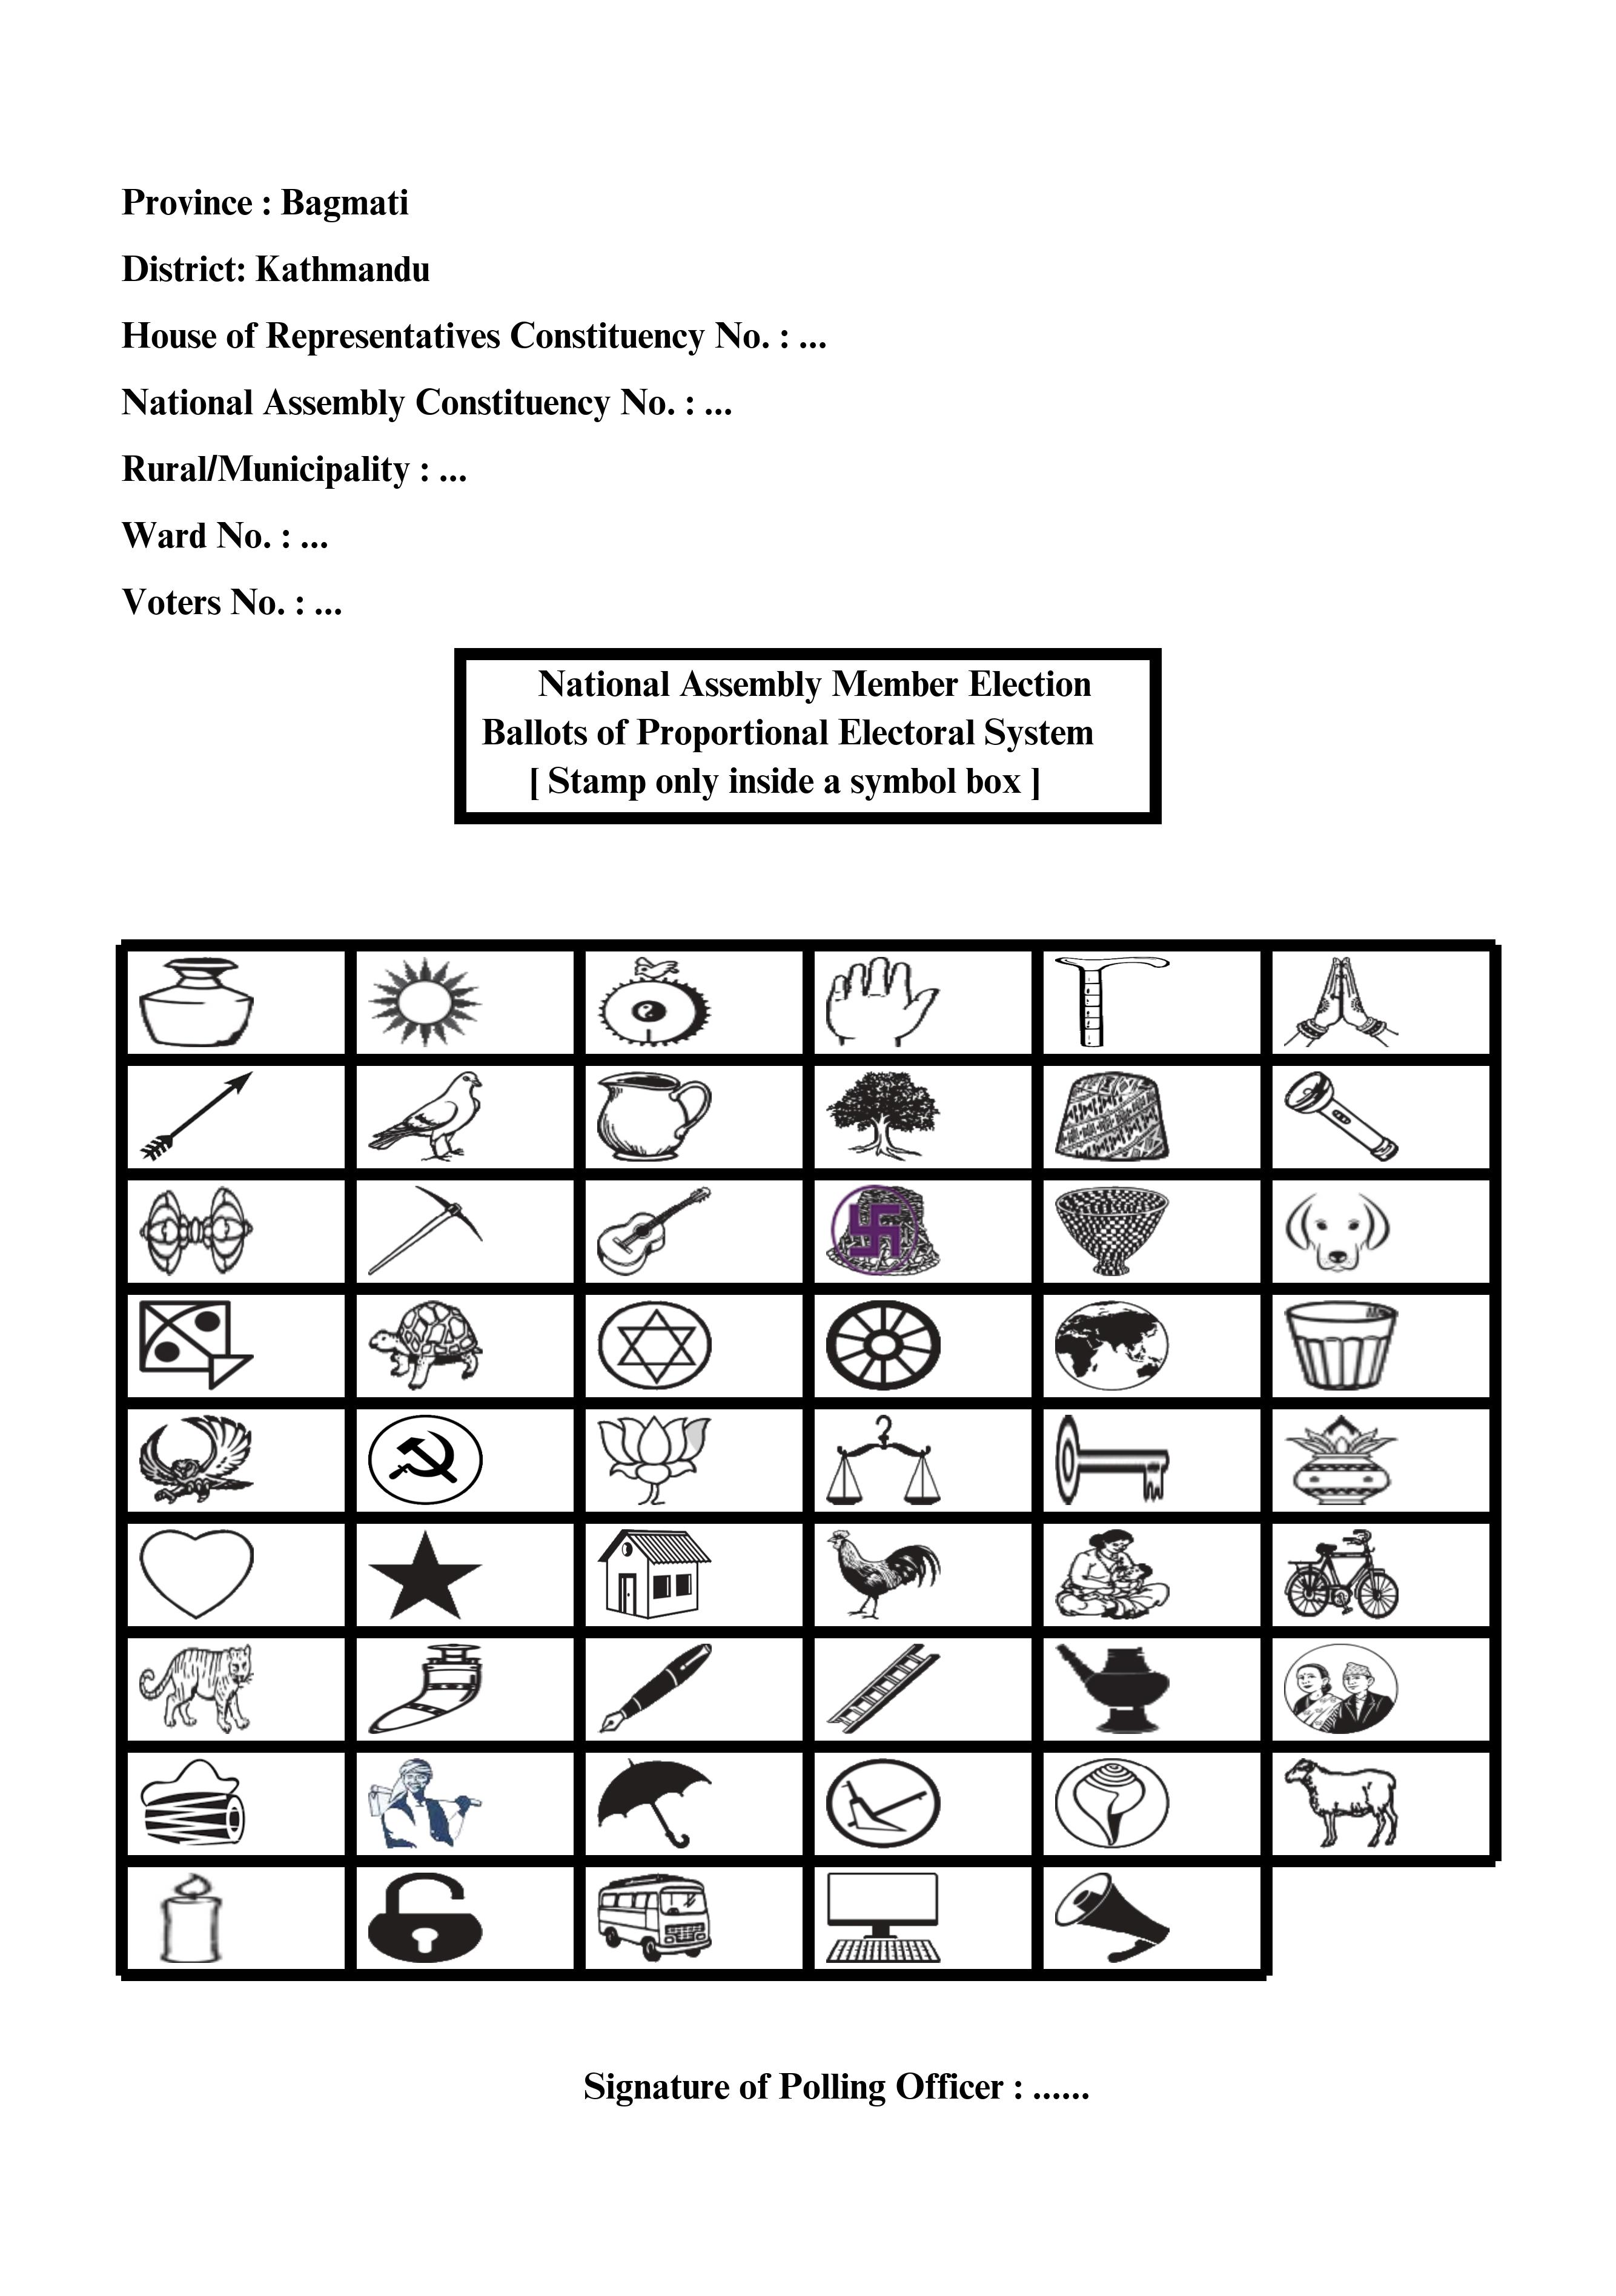 Province : Bagmati
District: Kathmandu
House of Representatives Constituency No. : ...
National Assembly Constituency No. : ...
Rural/Municipality : ...
Ward No. : ...
Voters No. : ...
National Assembly Member Election
Ballots of Proportional Electoral System
[ Stamp only inside a symbol box ]
Signature of Polling Officer : ......